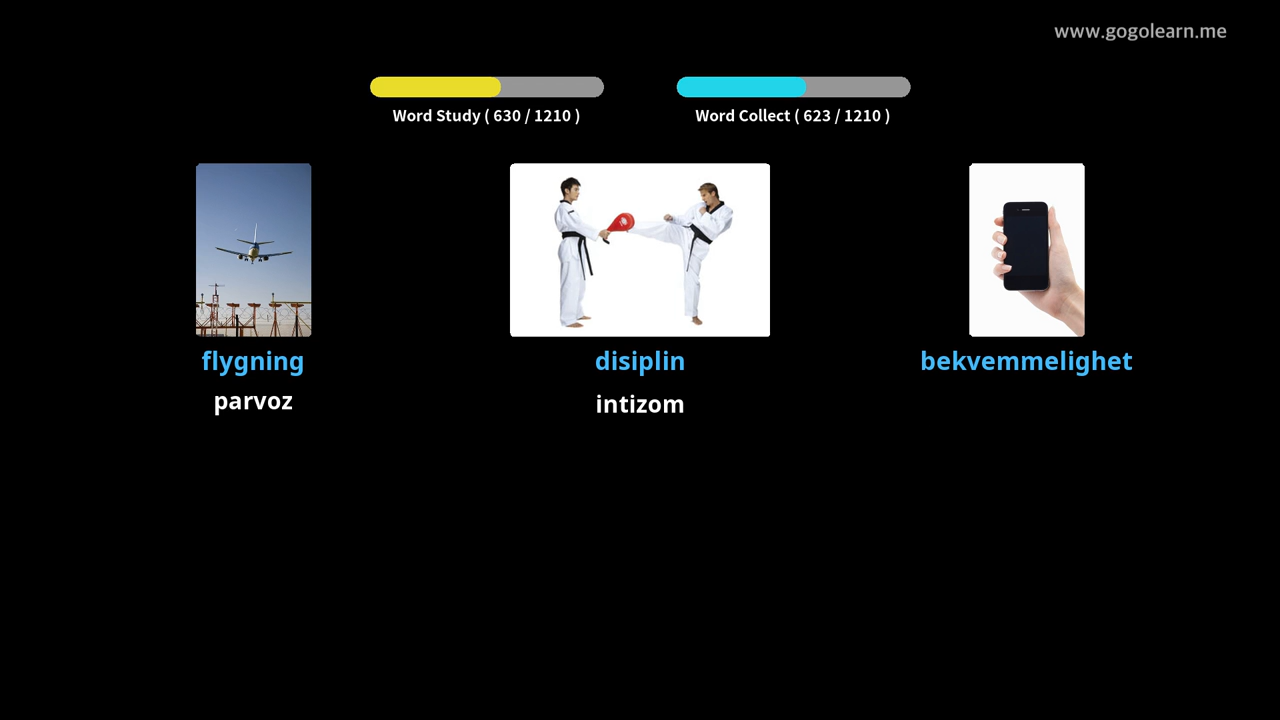 www.gogolearn.me
Word Study ( 630 / 1210 )
Word Collect ( 623 / 1210 )
flygning
disiplin
bekvemmelighet
parvoz
intizom